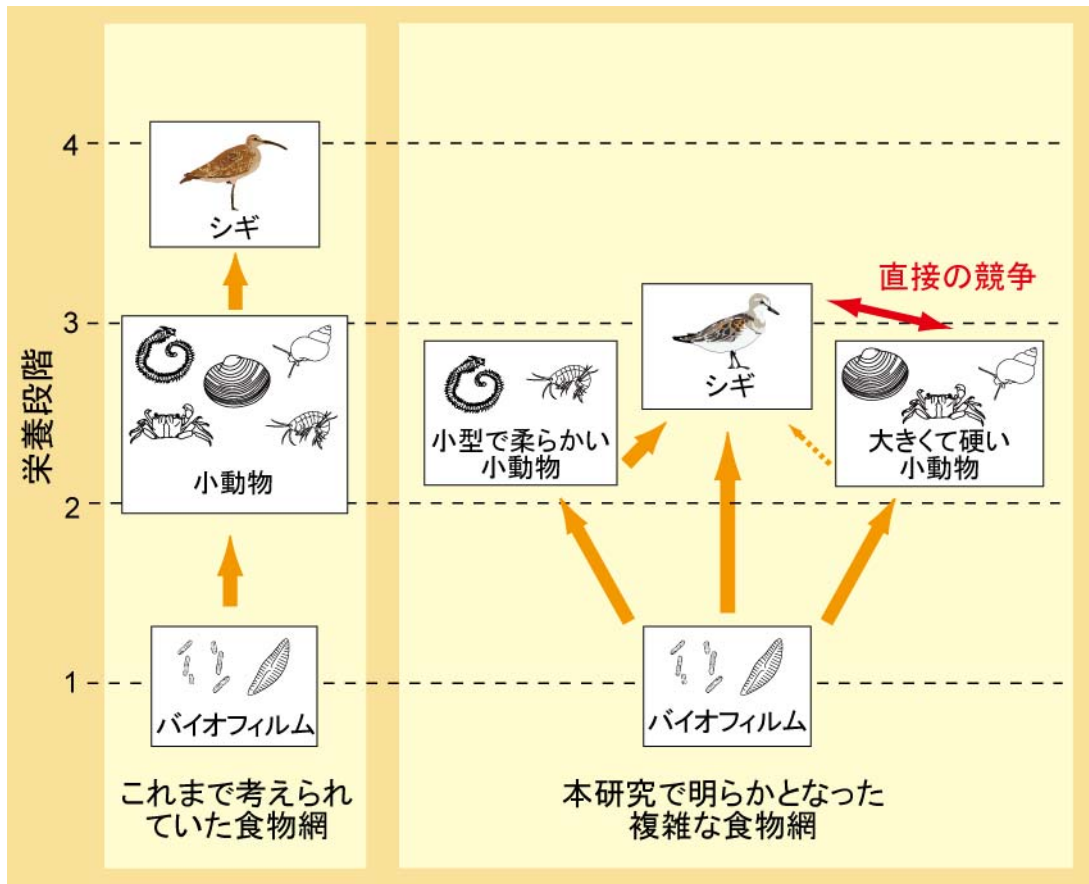 栄養段階
4
3
2
1
シギ
小動物
バイオフィルム
これまで考えられ
ていた食物網
直接の競争
シギ
小型で柔らかい
小動物
大きくて硬い
小動物
バイオフィルム
本研究で明らかとなった
複雑な食物網